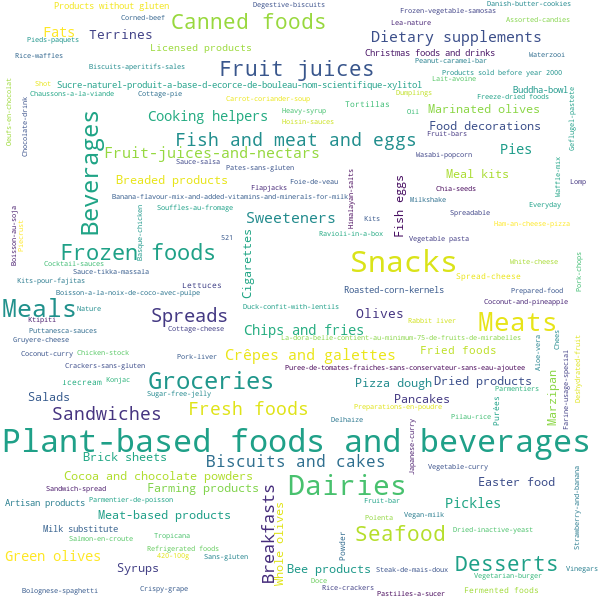 Products without gluten
Degestive-biscuits
Danish-butter-cookies
Corned-beef
Canned foods
Frozen-vegetable-samosas
Assorted-candies
Fats
Terrines
Lea-nature
Pieds-paquets
Licensed products
Dietary supplements
Rice-waffles
Christmas foods and drinks
Waterzooi
Biscuits-aperitifs-sales
Fruit juices
Peanut-caramel-bar
Products sold before year 2000
Lait-avoine
Shot
Sucre-naturel-produit-a-base-d-ecorce-de-bouleau-nom-scientifique-xylitol
Oeufs-en-chocolat
Chocolate-drink
Chaussons-a-la-viande
Cottage-pie
Dumplings
Buddha-bowl
Freeze-dried foods
Geflugel-pastete
Carrot-coriander-soup
Tortillas
Heavy-syrup
Oil
Marinated olives
Cooking helpers
Hoisin-sauces
Food decorations
Beverages
Fish and meat and eggs
Fruit-bars
Pies
Fruit-juices-and-nectars
Wasabi-popcorn
Sauce-salsa
Pates-sans-gluten
Meal kits
Waffle-mix
Breaded products
Foie-de-veau
Himalayan-salts
Fish eggs
Lomp
Flapjacks
Chia-seeds
Banana-flavour-mix-and-added-vitamins-and-minerals-for-milk
Milkshake
Everyday
Boisson-au-soja
Basque-chicken
Souffles-au-fromage
Sweeteners
Kits
Spreadable
Ham-en-cheese-pizza
Ravioli-in-a-box
Vegetable pasta
S21
Cigarettes
Frozen foods
Cocktail-sauces
Snacks
White-cheese
Pork-chops
Sauce-tikka-massala
Kits-pour-fajitas
Lettuces
Spread-cheese
Boisson-a-la-noix-de-coco-avec-pulpe
Roasted-corn-kernels
Prepared-food
Meals
Nature
Duck-confit-with-lentils
Coconut-and-pineapple
Ktipiti
Spreads
Olives
Rabbit liver
Meats
Puttanesca-sauces
Cottage-cheese
Chips and fries
Gruyere-cheese
La-dora-belle-contient-au-minimum-75-de-fruits-de-mirabelles
Aloe-vera
Chees
Deshydrated-fruit
Coconut-curry
Chicken-stock
Pork-liver
Crêpes and galettes
Fried foods
Crackers-sans-gluten
Puree-de-tomates-fraiches-sans-conservateur-sans-eau-ajoutee
Farine-usage-special
icecream
Konjac
Groceries
Pizza dough
Dried products
Marzipan
Parmentiers
Salads
Sugar-free-jelly
Pancakes
Purées
Sandwiches
Fresh foods
Preparations-en-poudre
Delhaize
Japanese-curry
Pilau-rice
Plant-based foods and beverages
Brick sheets
Biscuits and cakes
Vegetable-curry
Strawberry-and-banana
Cocoa and chocolate powders
Dairies
Easter food
Sandwich-spread
Farming products
Breakfasts
Whole olives
Artisan products
Parmentier-de-poisson
Fruit-bar
Pickles
Meat-based products
Polenta
Vegan-milk
Milk substitute
Tropicana
Powder
Seafood
Dried-inactive-yeast
Salmon-en-croute
Refrigerated foods
Green olives
A20-100g
Sans-gluten
Syrups
Bee products
Steak-de-mais-doux
Desserts
Vinegars
Doce
Vegetarian-burger
Bolognese-spaghetti
Crispy-grape
Rice-crackers
Pastilles-a-sucer
Fermented foods